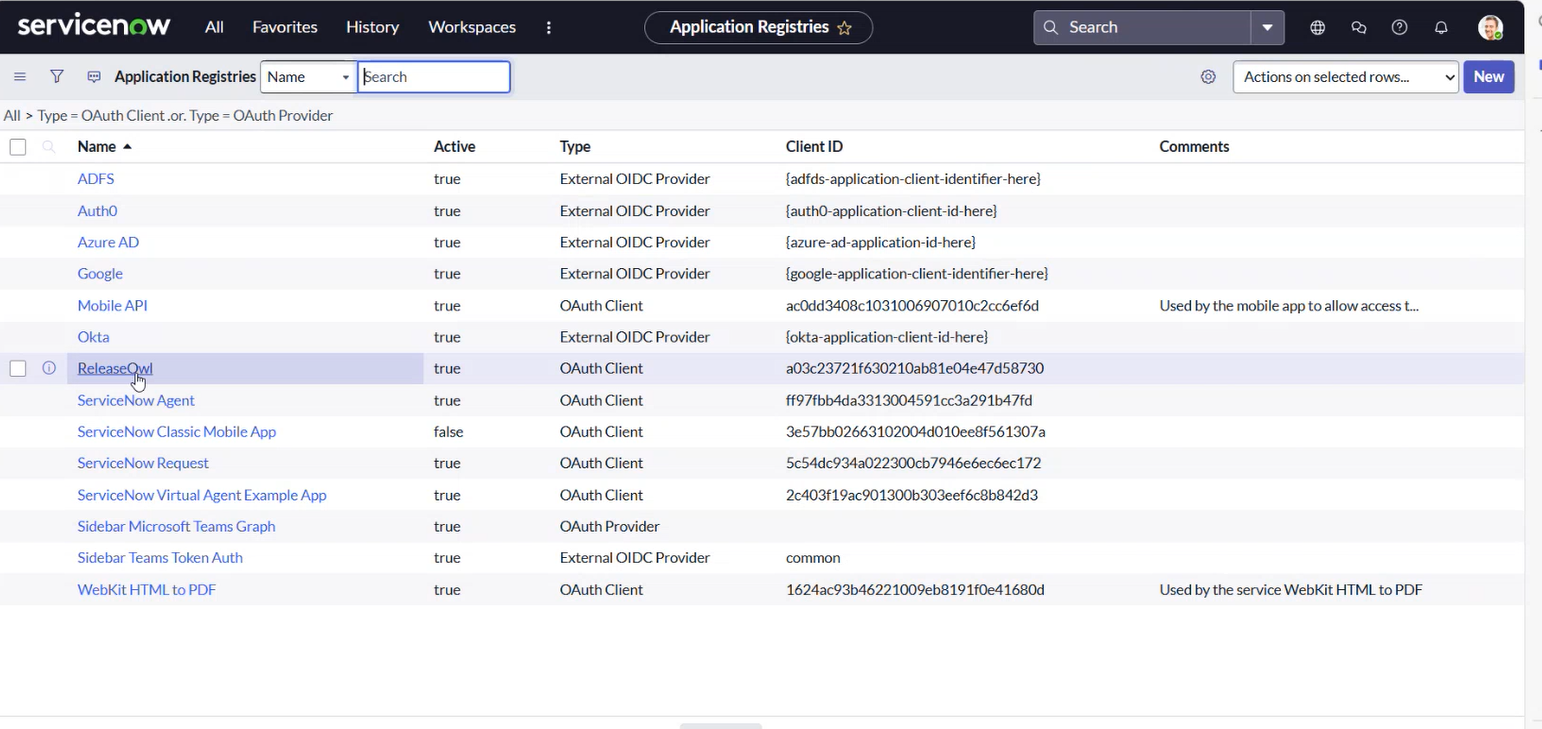 servicenow All Favorites History Workspaces Application Registries Search
Application Registries Name Search Actions on selected rows... New
All > Type = OAuth Client .or. Type = OAuth Provider
Name Active Type Client ID Comments
ADFS true External OIDC Provider {adfds-application-client-identifier-here}
Auth0 true External OIDC Provider {auth0-application-client-id-here}
Azure AD true External OIDC Provider {azure-ad-application-id-here}
Google true External OIDC Provider {google-application-client-identifier-here}
Mobile API true OAuth Client ac0dd3408c1031006907010c2cc6ef6d Used by the mobile app to allow access t...
Okta true External OIDC Provider {okta-application-client-id-here}
ReleaseOwl true OAuth Client a03c23721f630210ab81e04e47d58730
ServiceNow Agent true OAuth Client ff97fbb4da3313004591cc3a291b47fd
ServiceNow Classic Mobile App false OAuth Client 3e57bb02663102004d010ee8f561307a
ServiceNow Request true OAuth Client 5c54dc934a022300cb7946e6ec6ec172
ServiceNow Virtual Agent Example App true OAuth Client 2c403f19ac901300b303eef6c8b842d3
Sidebar Microsoft Teams Graph true OAuth Provider
Sidebar Teams Token Auth true External OIDC Provider common
WebKit HTML to PDF true OAuth Client 1624ac93b46221009eb8191f0e41680d Used by the service WebKit HTML to PDF